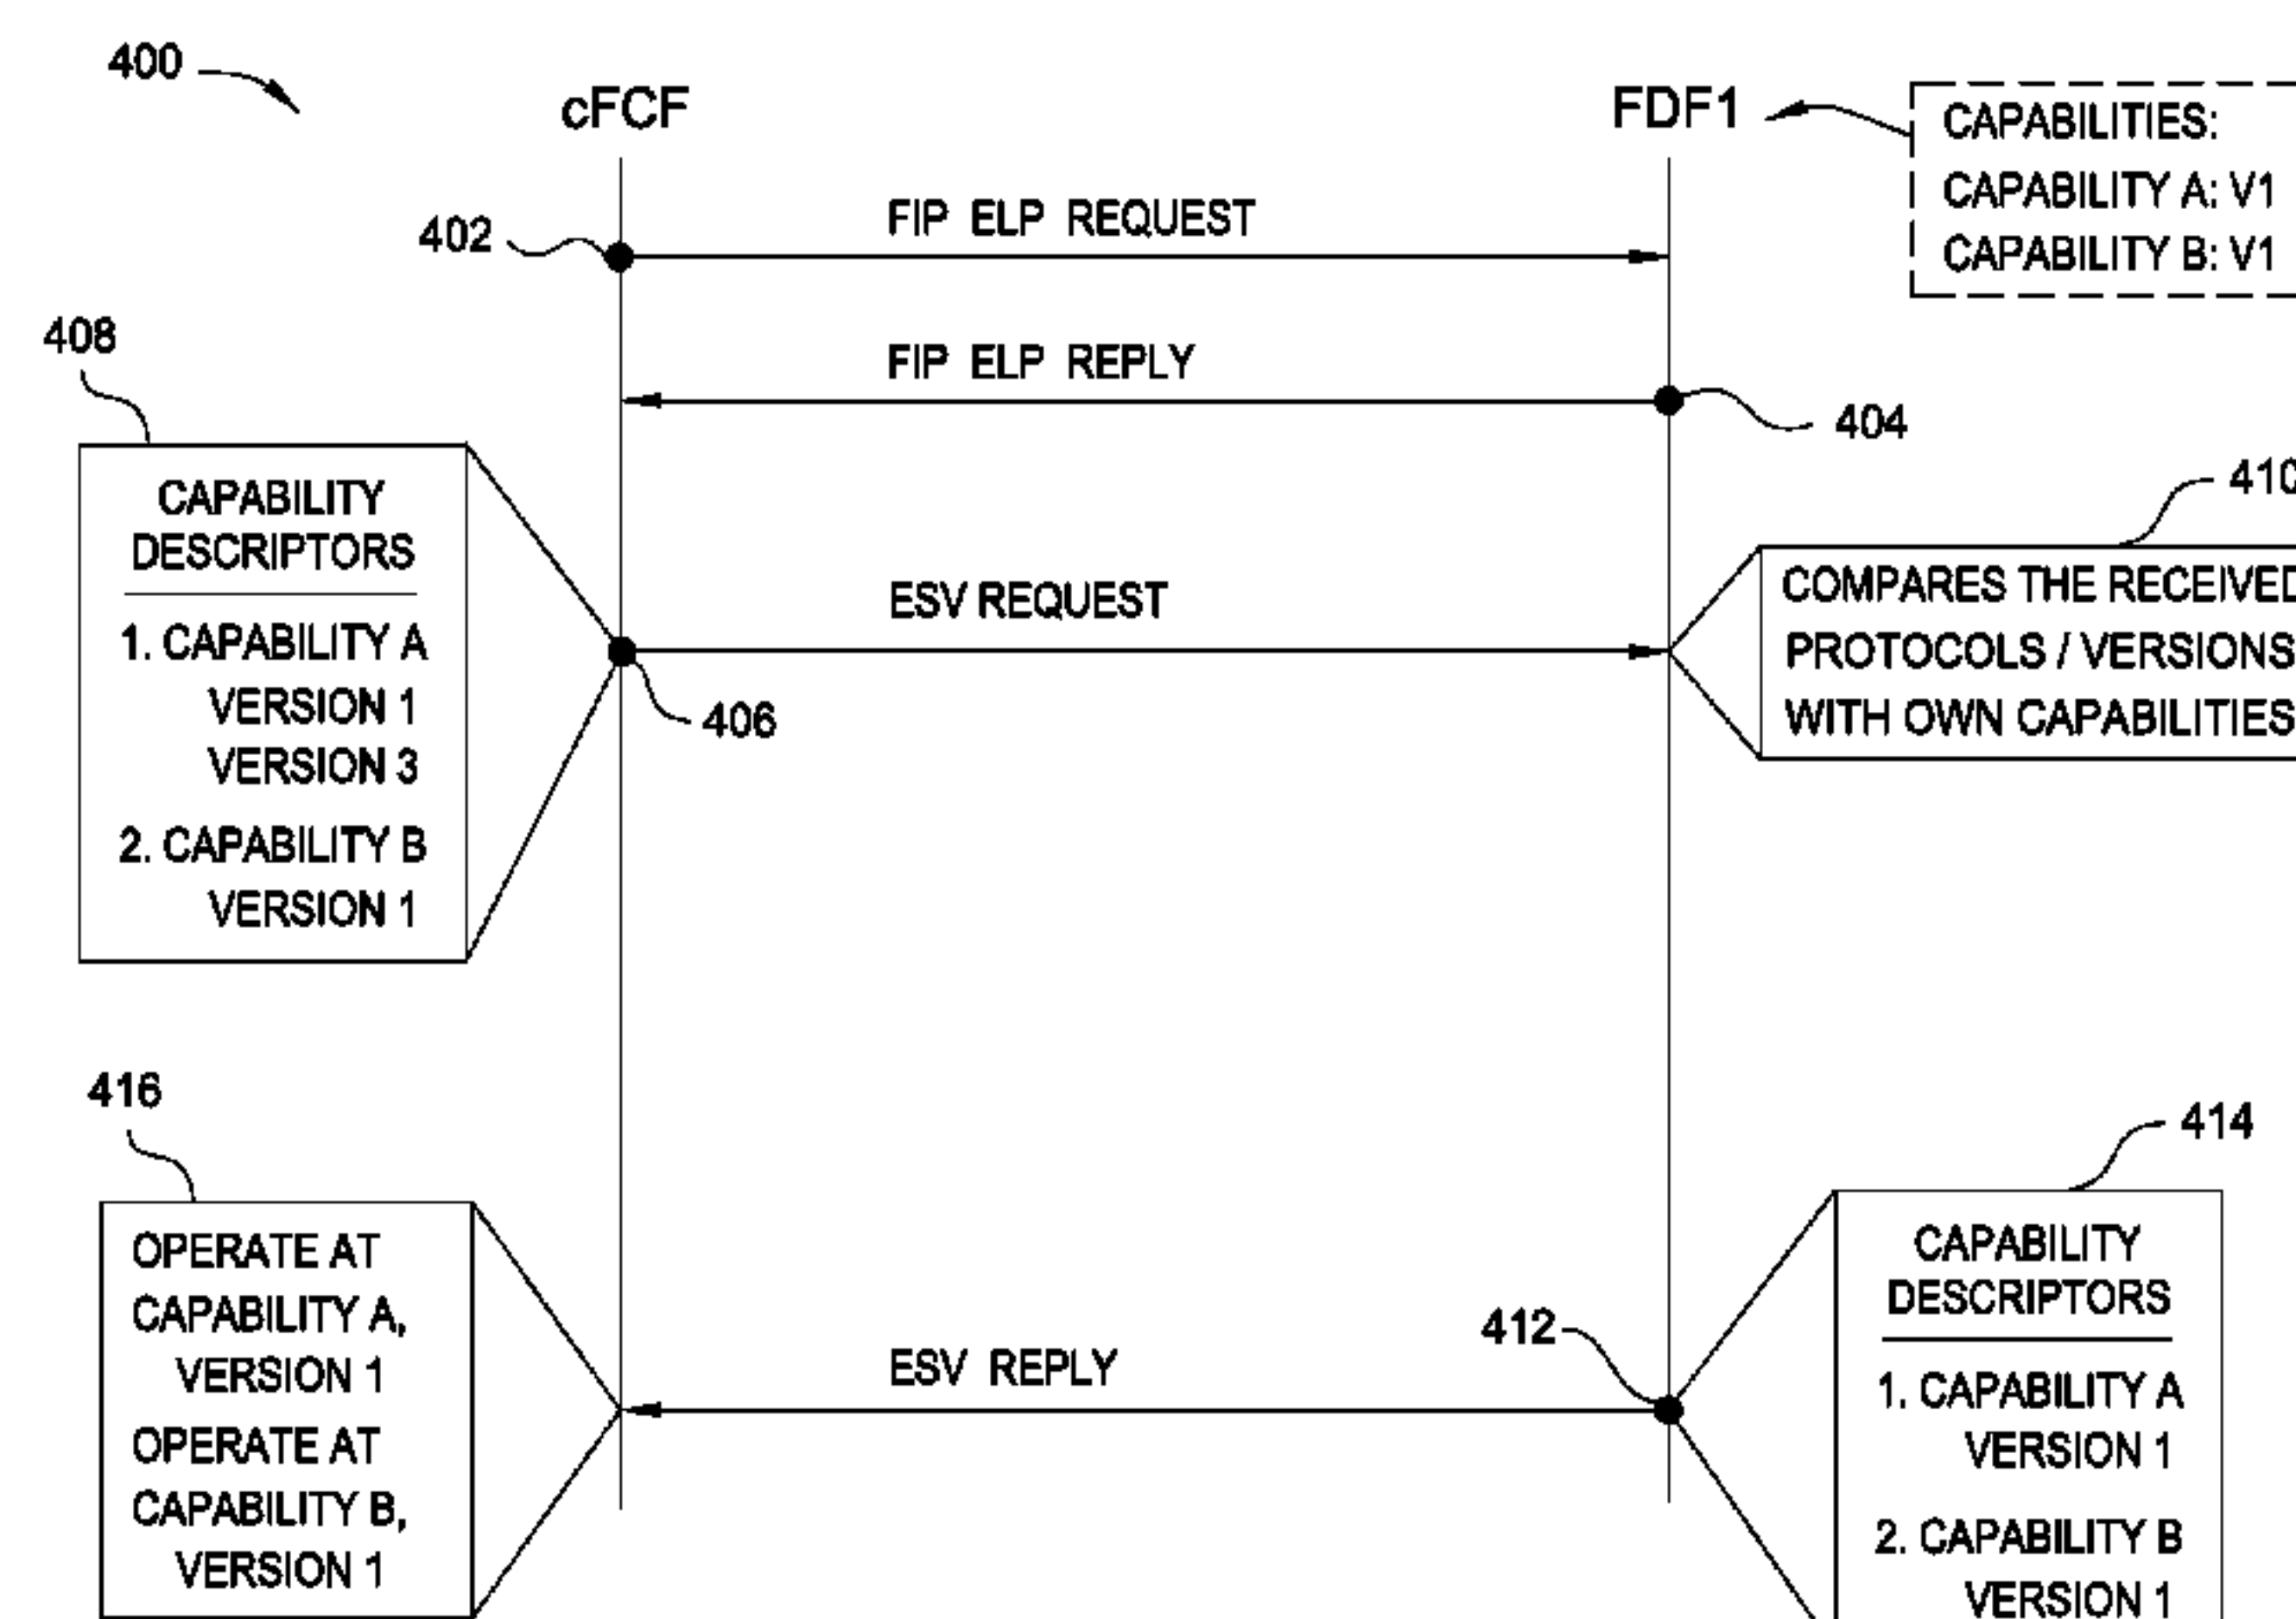 400
cFCF
FDF1
CAPABILITIES:
CAPABILITY A: V1
CAPABILITY B: V1
402
FIP ELP REQUEST
408
FIP ELP REPLY
404
CAPABILITY
DESCRIPTORS
1. CAPABILITY A
VERSION 1
VERSION 3
2. CAPABILITY B
VERSION 1
ESV REQUEST
406
410
COMPARES THE RECEIVED
PROTOCOLS / VERSIONS
WITH OWN CAPABILITIES
416
OPERATE AT
CAPABILITY A,
VERSION 1
OPERATE AT
CAPABILITY B,
VERSION 1
ESV REPLY
412
414
CAPABILITY
DESCRIPTORS
1. CAPABILITY A
VERSION 1
2. CAPABILITY B
VERSION 1